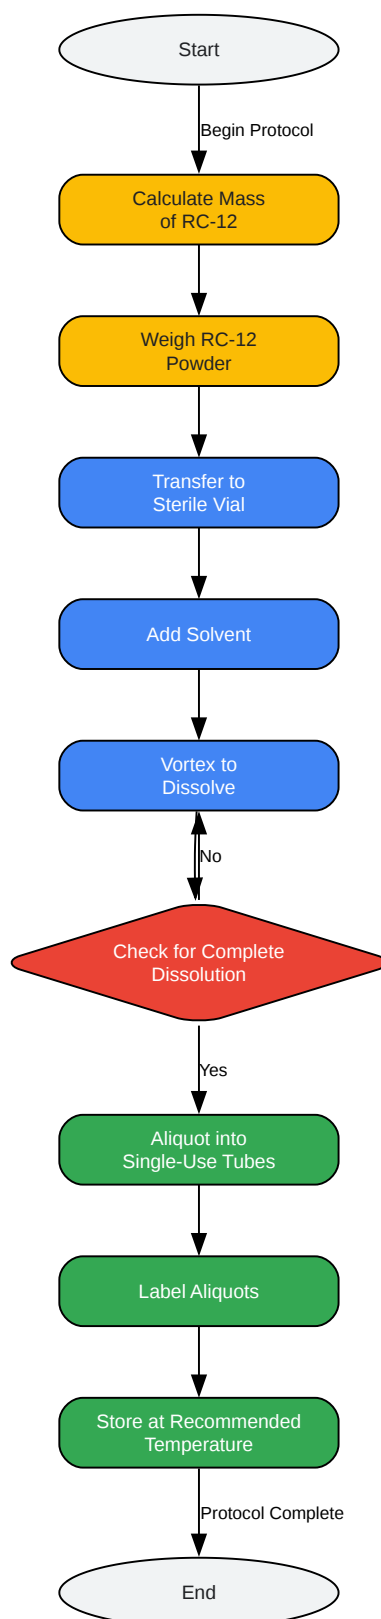 Start
Begin Protocol
Calculate Mass
of RC-12
Weigh RC-12
Powder
Transfer to
Sterile Vial
Add Solvent
Vortex to
Dissolve
No
Check for Complete
Dissolution
Yes
Aliquot into
Single-Use Tubes
Label Aliquots
Store at Recommended
Temperature
Protocol Complete
End